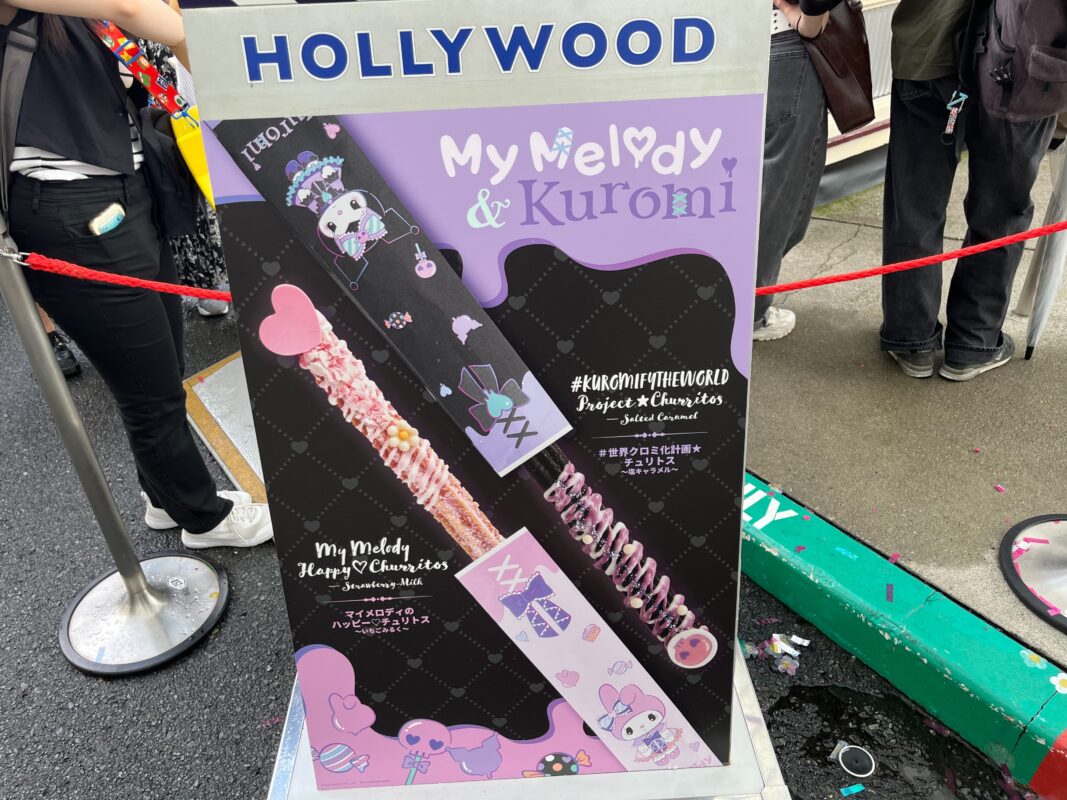 HOLLYWOOD
My Melody
& Kuromi
Kuromi
#KUROMIFYTHEWORLD
Project★Churritos
— Salted Caramel
#世界クロミ化計画★
チュリトス
~塩キャラメル~
My Melody
Happy♡Churritos
— Strawberry-Milk
マイメロディの
ハッピー♡チュリトス
~いちごみるく~